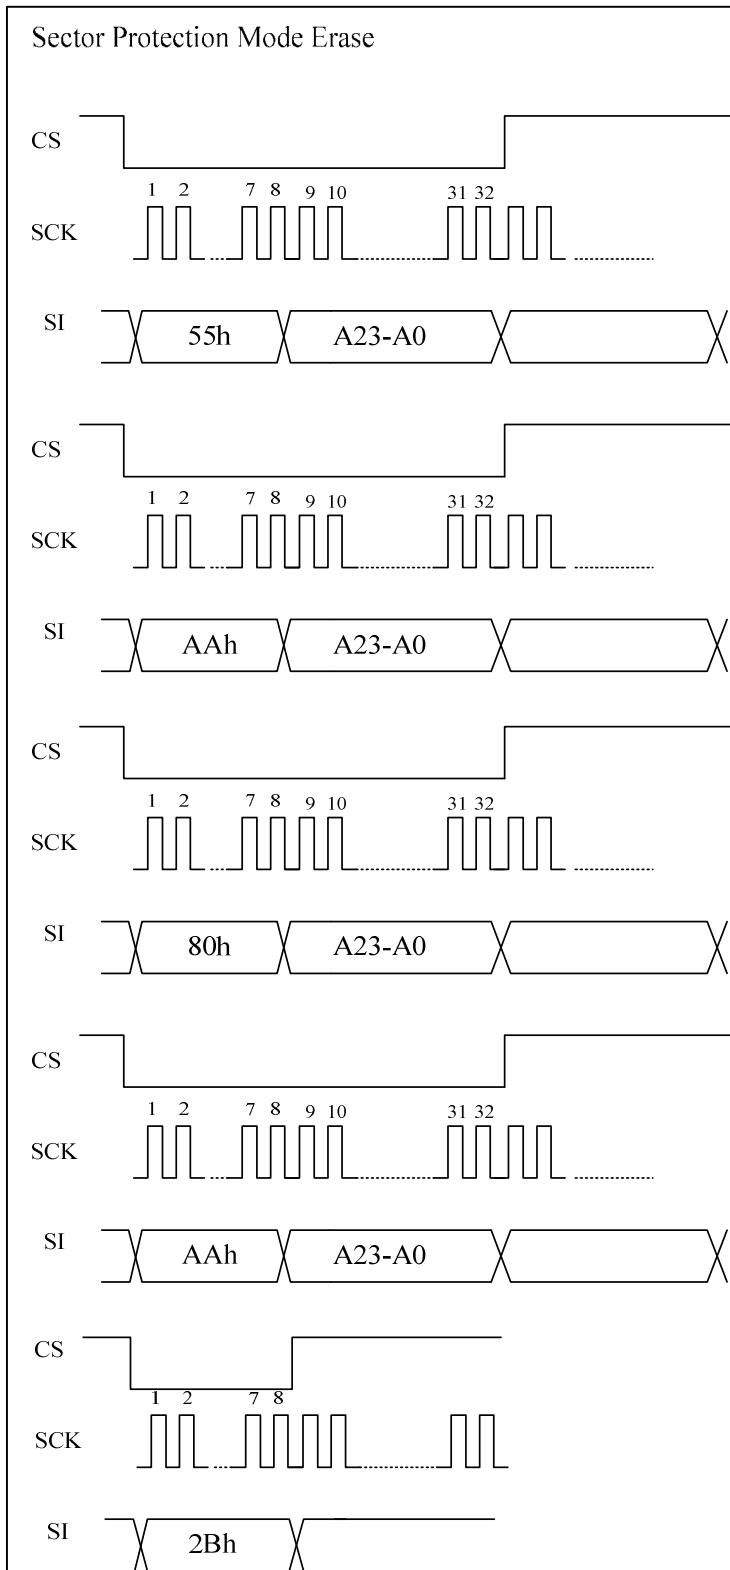 Sector Protection Mode Erase
CS
1 2 7 8 9 10 31 32
SCK
SI 55h A23-A0
CS
1 2 7 8 9 10 31 32
SCK
SI AAh A23-A0
CS
1 2 7 8 9 10 31 32
SCK
SI 80h A23-A0
CS
1 2 7 8 9 10 31 32
SCK
SI AAh A23-A0
CS
1 2 7 8
SCK
SI 2Bh